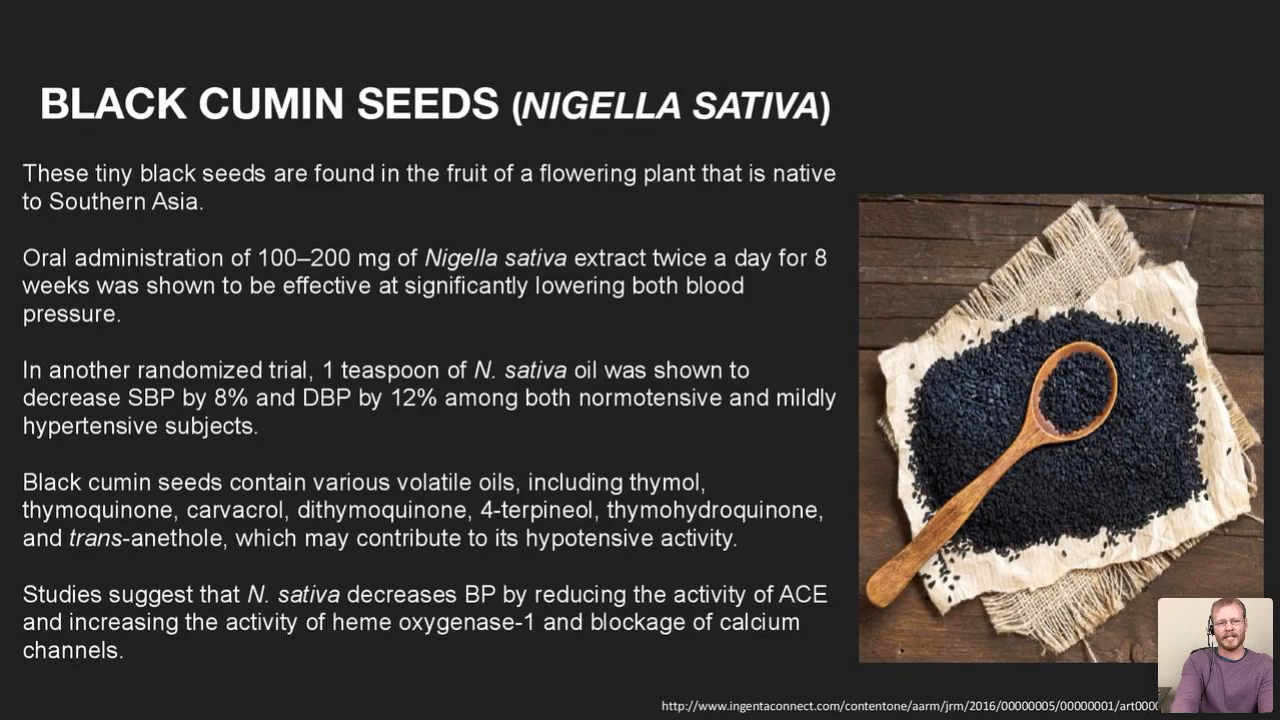 BLACK CUMIN SEEDS (NIGELLA SATIVA)
These tiny black seeds are found in the fruit of a flowering plant that is native
to Southern Asia.
Oral administration of 100–200 mg of Nigella sativa extract twice a day for 8
weeks was shown to be effective at significantly lowering both blood
pressure.
In another randomized trial, 1 teaspoon of N. sativa oil was shown to
decrease SBP by 8% and DBP by 12% among both normotensive and mildly
hypertensive subjects.
Black cumin seeds contain various volatile oils, including thymol,
thymoquinone, carvacrol, dithymoquinone, 4-terpineol, thymohydroquinone,
and trans-anethole, which may contribute to its hypotensive activity.
Studies suggest that N. sativa decreases BP by reducing the activity of ACE
and increasing the activity of heme oxygenase-1 and blockage of calcium
channels.
http://www.ingentaconnect.com/contentone/aarm/jrm/2016/00000005/00000001/art000